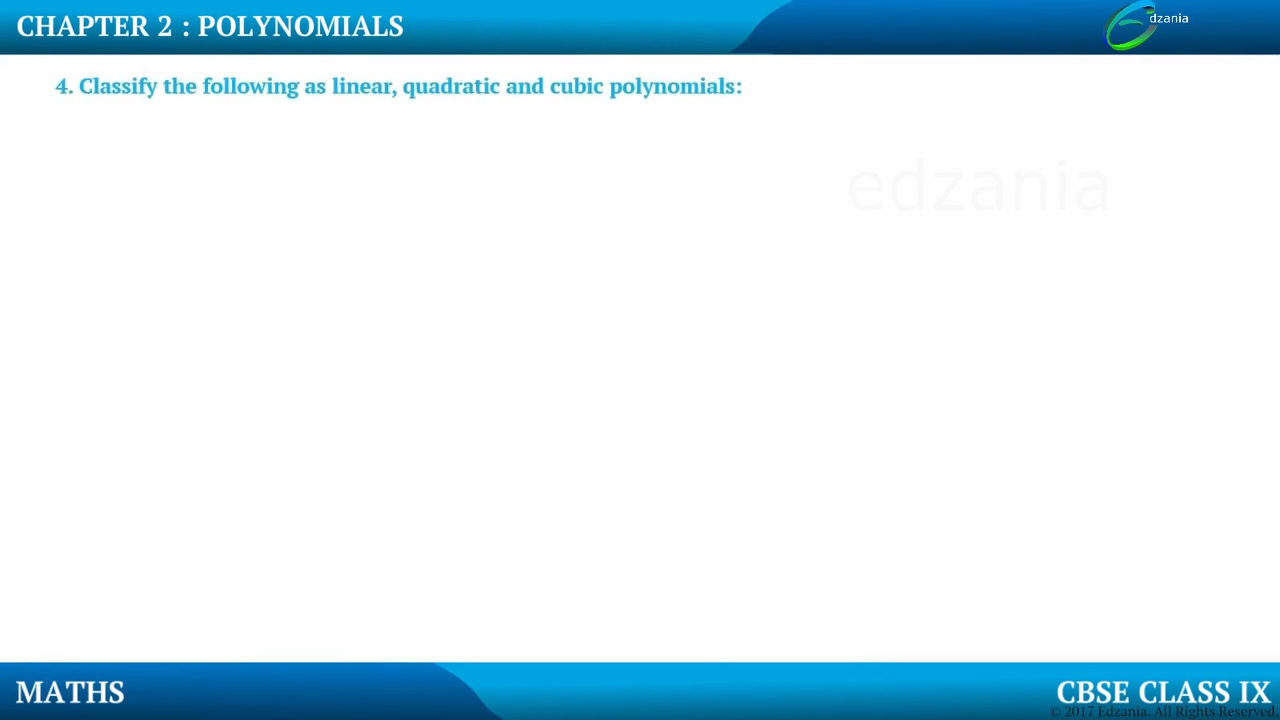 CHAPTER 2 : POLYNOMIALS
dzania
4. Classify the following as linear, quadratic and cubic polynomials:
edzania
MATHS
CBSE CLASS IX
© 2017 Edzania. All Rights Reserved.